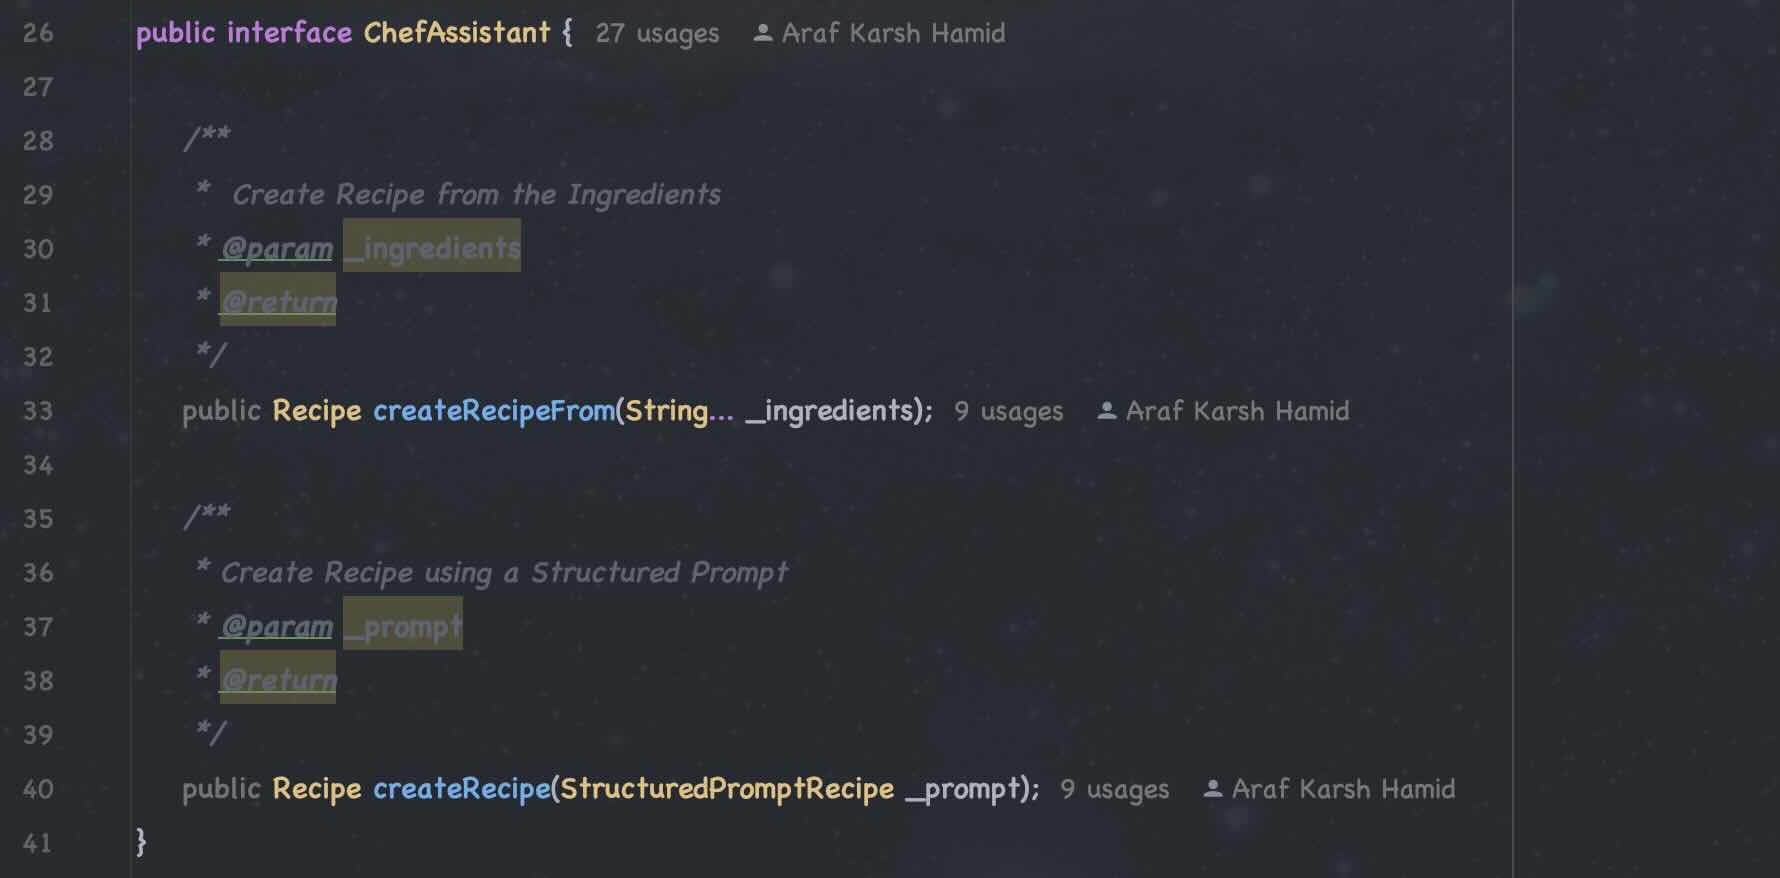 26 public interface ChefAssistant { 27 usages Araf Karsh Hamid
27
28 /**
29 * Create Recipe from the Ingredients
30 * @param _ingredients
31 * @return
32 */
33 public Recipe createRecipeFrom(String... _ingredients); 9 usages Araf Karsh Hamid
34
35 /**
36 * Create Recipe using a Structured Prompt
37 * @param _prompt
38 * @return
39 */
40 public Recipe createRecipe(StructuredPromptRecipe _prompt); 9 usages Araf Karsh Hamid
41 }